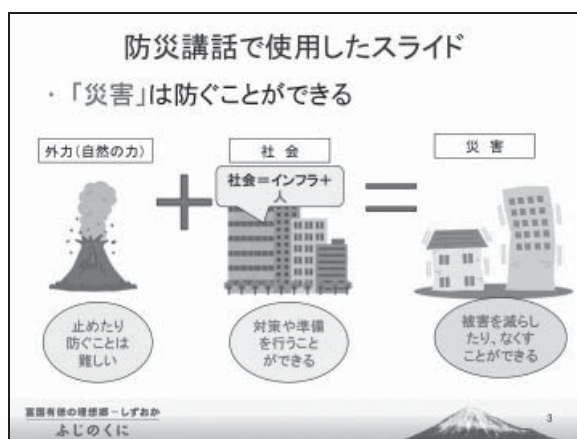 防災講話で使用したスライド
・「災害」は防ぐことができる
外力(自然の力)
社 会
災 害
社会=インフラ+
人
止めたり
防ぐことは
難しい
対策や準備
を行うこと
ができる
被害を減らし
たり、なくす
ことができる
富国有徳の理想郷-しずおか
ふじのくに
3